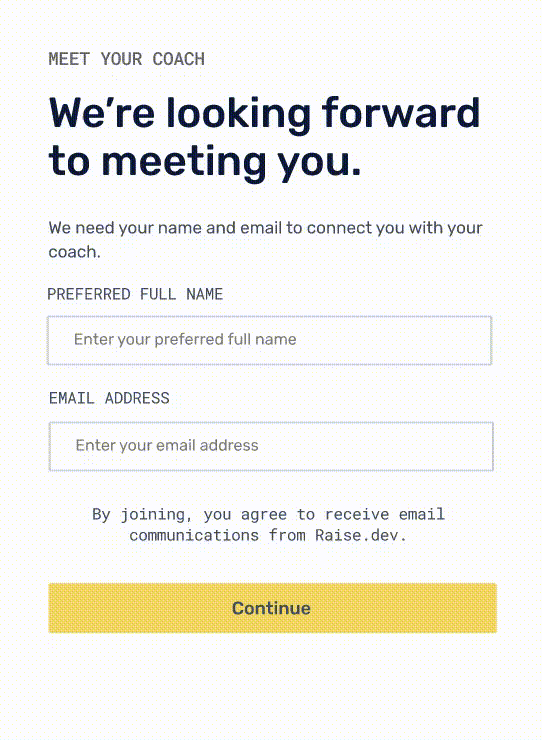 MEET YOUR COACH
We’re looking forward
to meeting you.
We need your name and email to connect you with your
coach.
PREFERRED FULL NAME
Enter your preferred full name
EMAIL ADDRESS
Enter your email address
By joining, you agree to receive email
communications from Raise.dev.
Continue